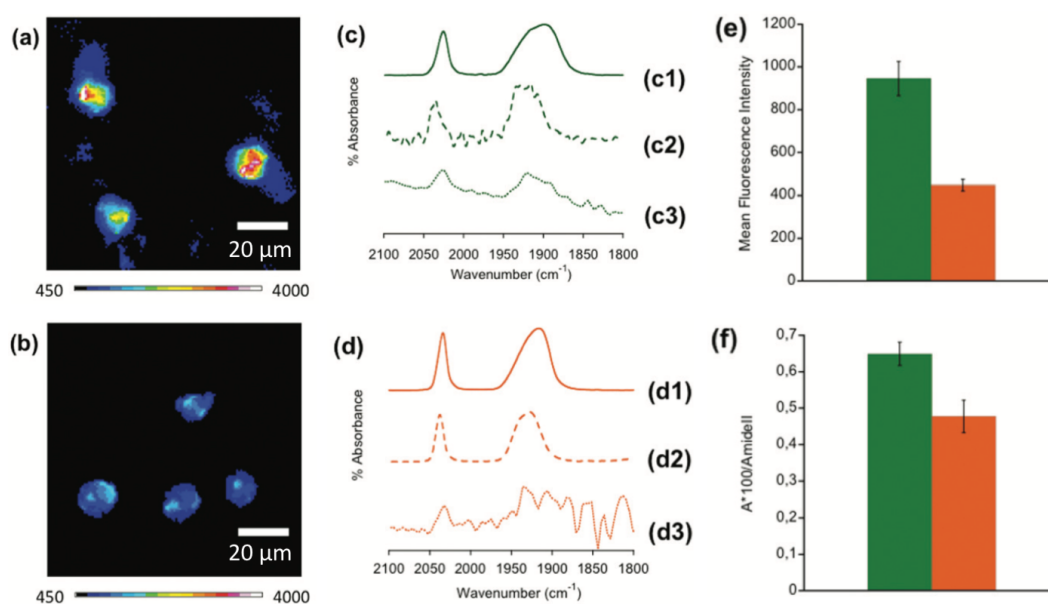 (a)
20 µm
450 4000
(b)
20 µm
450 4000
(c)
% Absorbance
(c1)
(c2)
(c3)
2100 2050 2000 1950 1900 1850 1800
Wavenumber (cm⁻¹)
(d)
% Absorbance
(d1)
(d2)
(d3)
2100 2050 2000 1950 1900 1850 1800
Wavenumber (cm⁻¹)
(e)
Mean Fluorescence Intensity
1200
1000
800
600
400
200
0
(f)
A*100/AmideII
0,7
0,6
0,5
0,4
0,3
0,2
0,1
0